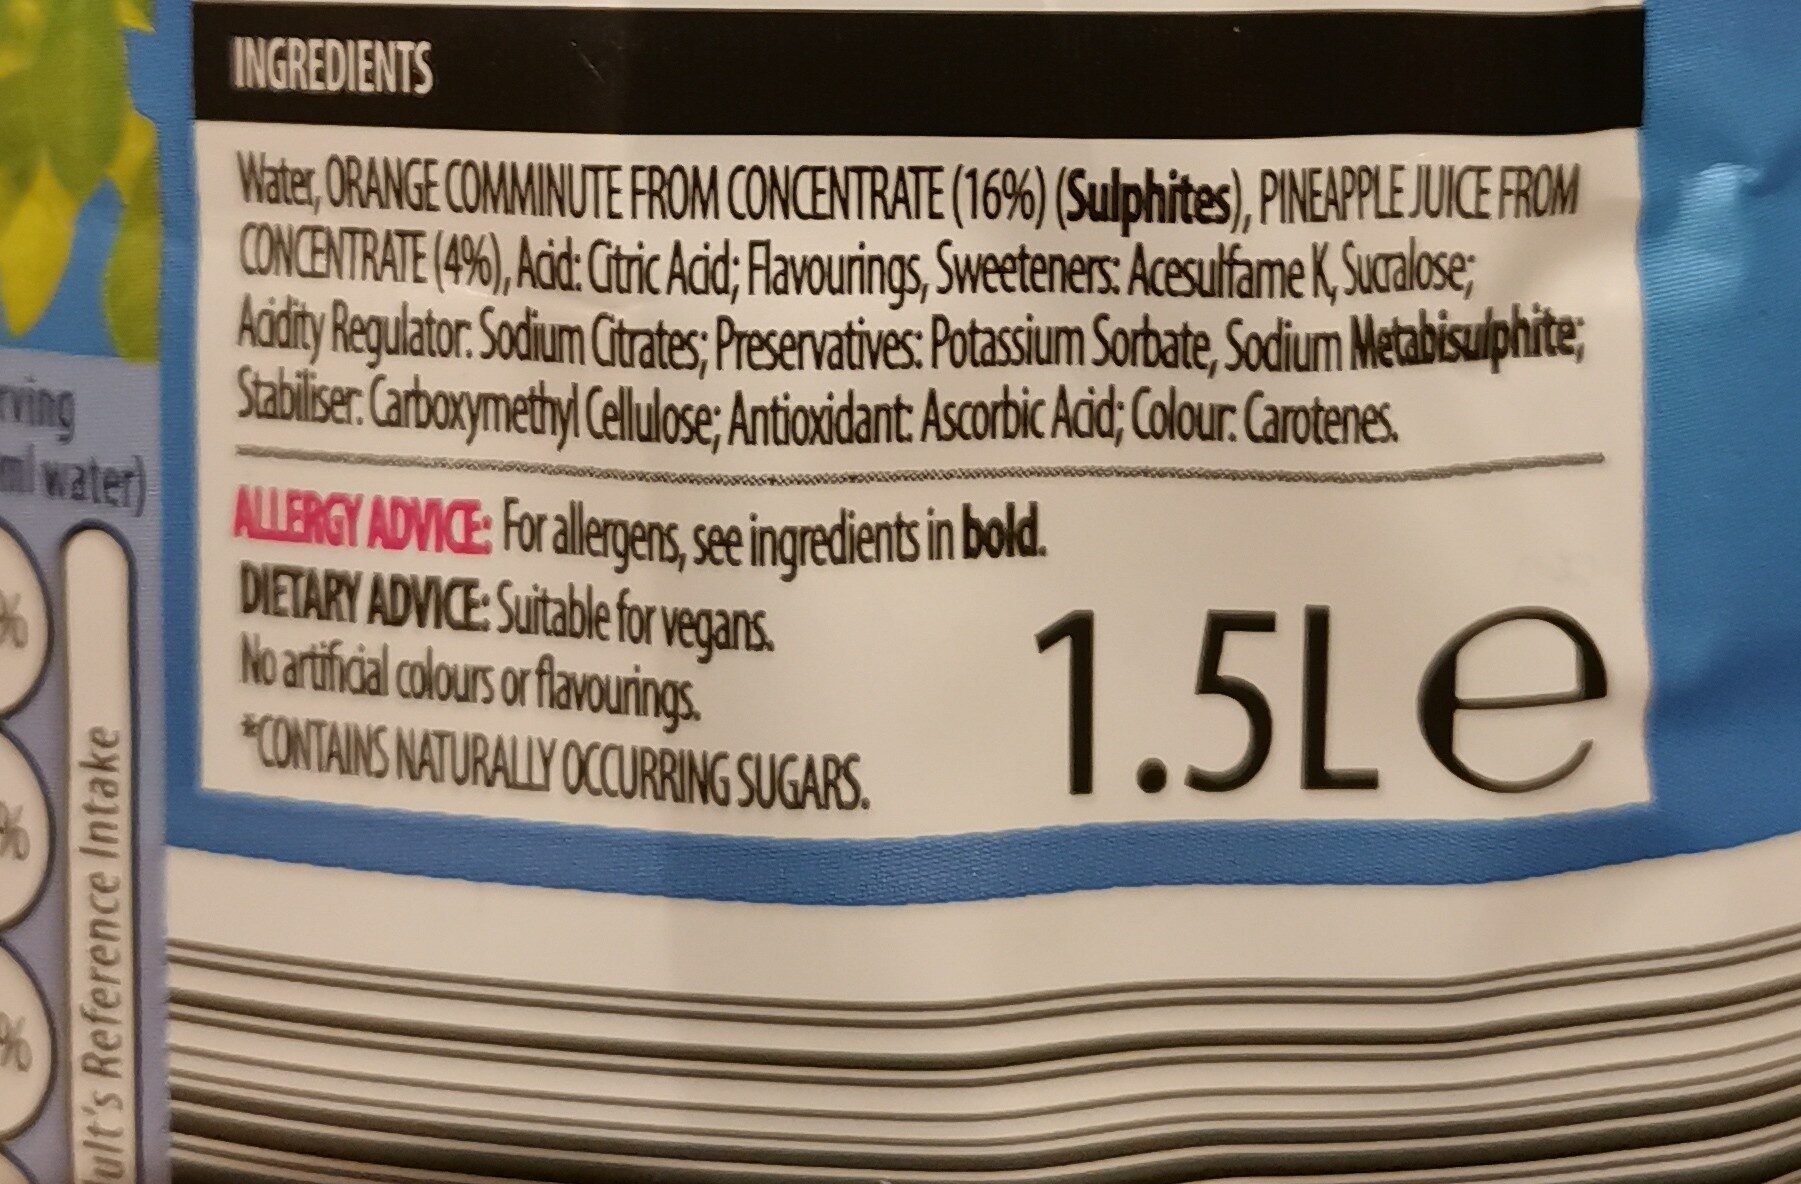 INGREDIENTS
Water, ORANGE COMMINUTE FROM CONCENTRATE (16%) (Sulphites), PINEAPPLE JUICE FROM
CONCENTRATE (4%), Acid: Citric Acid; Flavourings, Sweeteners: Acesulfame K, Sucralose;
Acidity Regulator: Sodium Citrates; Preservatives: Potassium Sorbate, Sodium Metabisulphite;
Stabiliser: Carboxymethyl Cellulose; Antioxidant: Ascorbic Acid; Colour: Carotenes.
ALLERGY ADVICE: For allergens, see ingredients in bold.
DIETARY ADVICE: Suitable for vegans.
No artificial colours or flavourings.
*CONTAINS NATURALLY OCCURRING SUGARS.
1.5L e
ml water)
%
%
%
Reference Intake